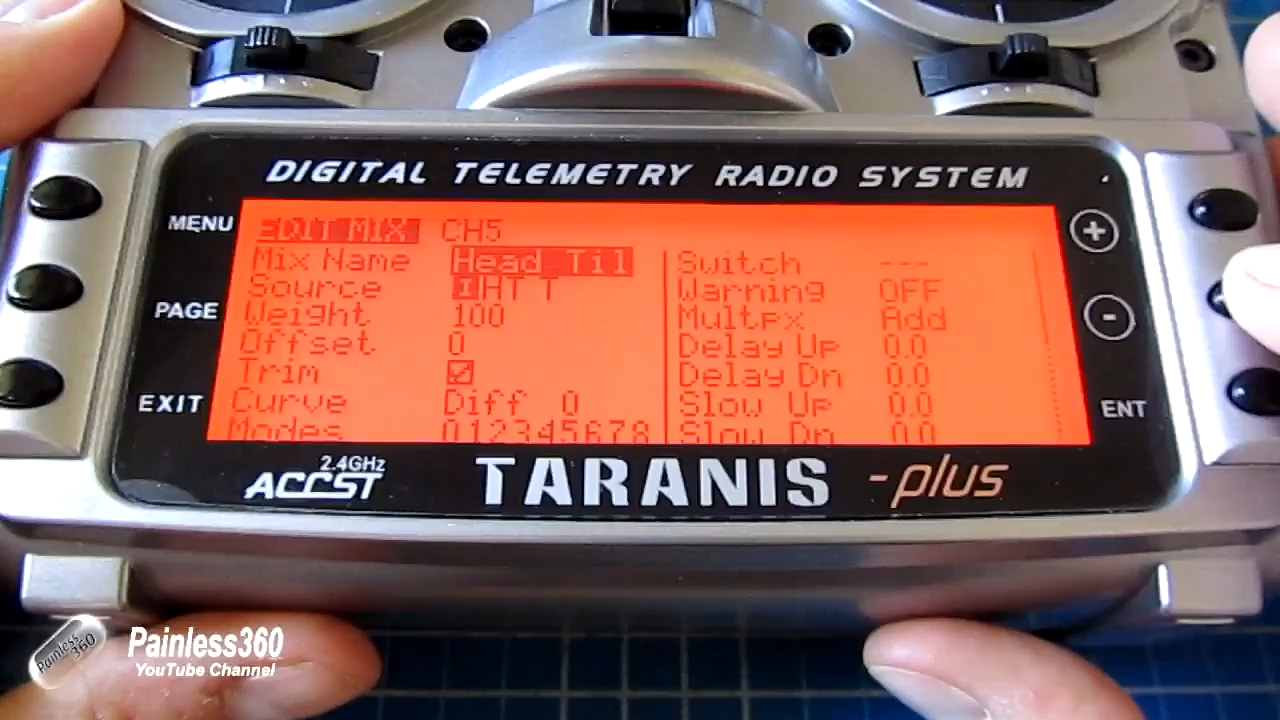 DIGITAL TELEMETRY RADIO SYSTEM
MENU
PAGE
EXIT
EDIT MIX CH5
Mix Name Head Til
Source I HT T
Weight 100
Offset 0
Trim
Curve Diff 0
Modes 012345678
Switch ---
Warning OFF
Multpx Add
Delay Up 0.0
Delay Dn 0.0
Slow Up 0.0
Slow Dn 0.0
+
-
ENT
2.4GHz
ACCST
TARANIS -plus
Painless 360
Painless360
YouTube Channel